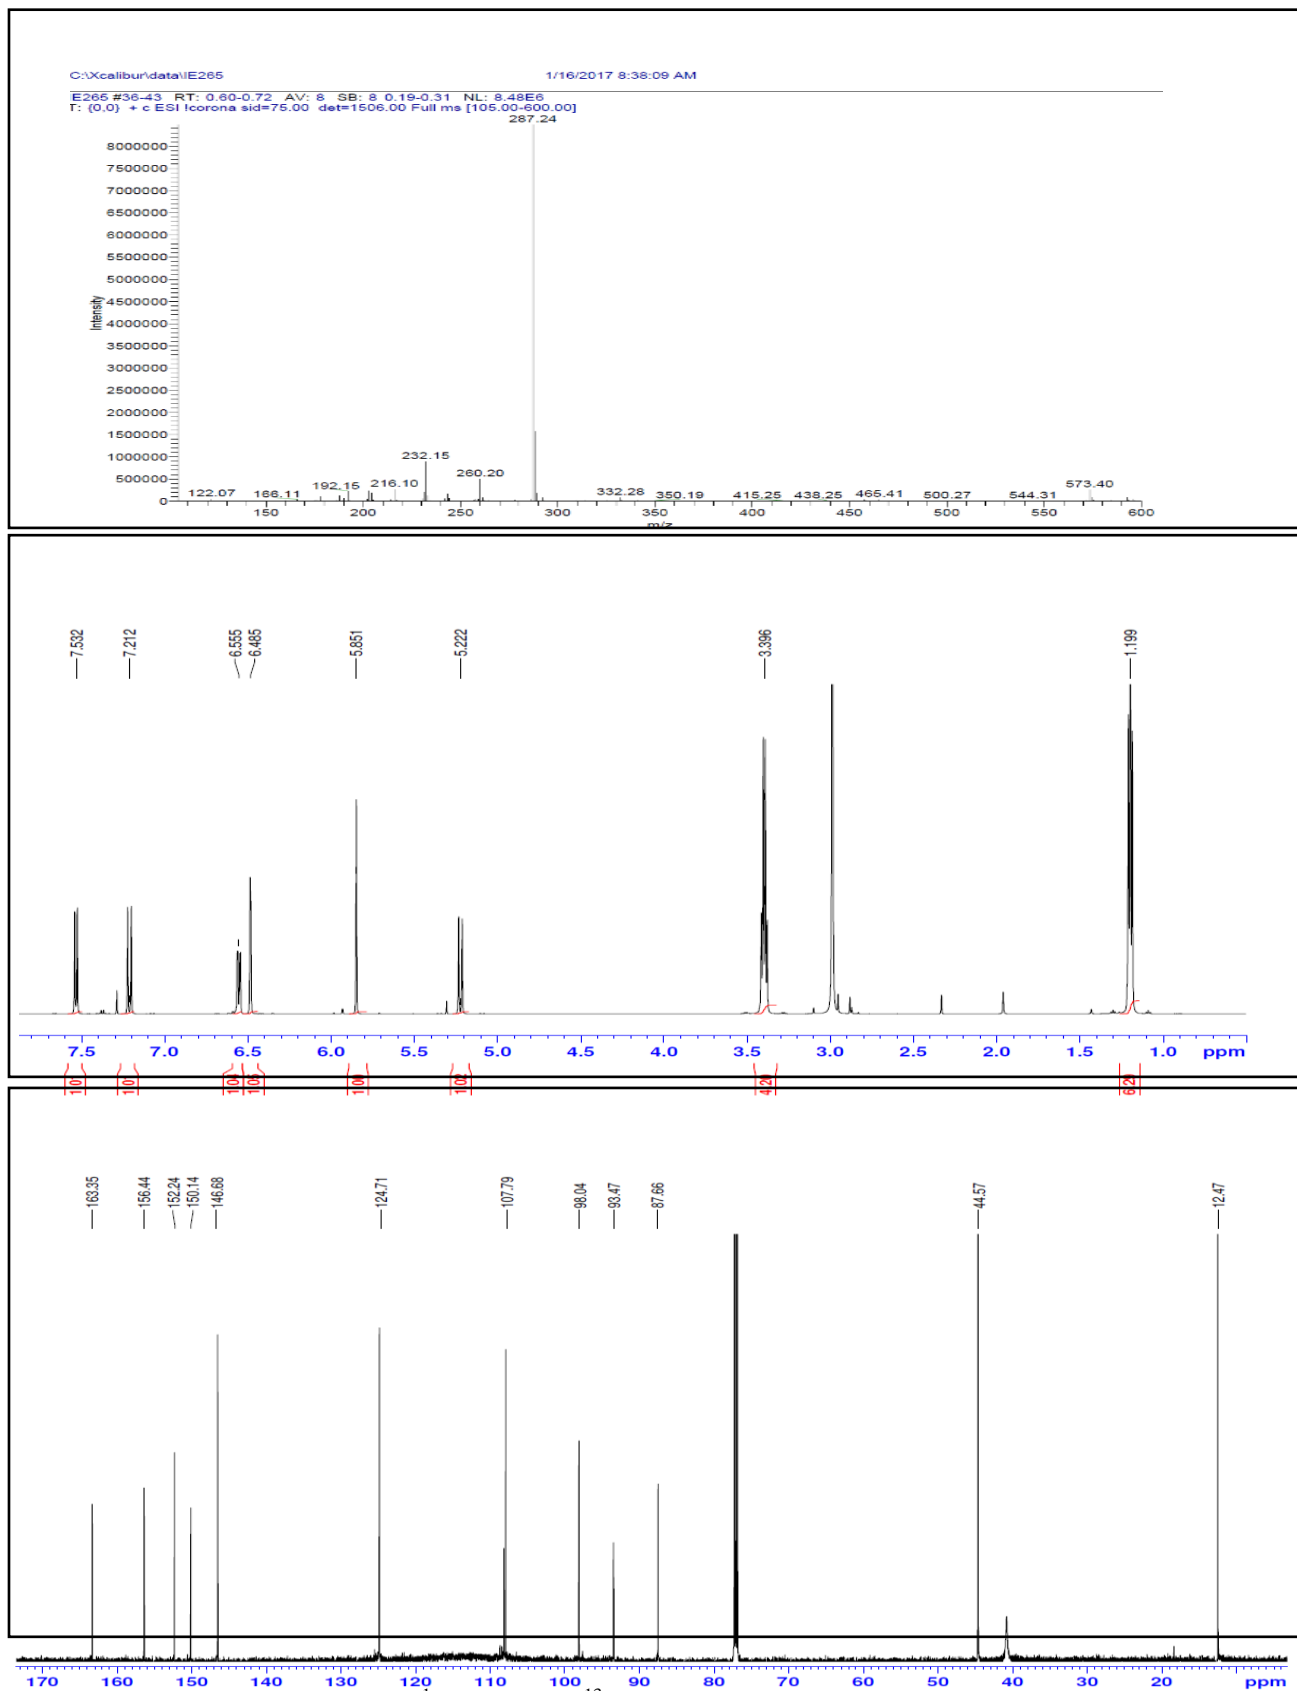 C:\Xcalibur\data\IE265 1/16/2017 8:38:09 AM
E265 #36-43 RT: 0.60-0.72 AV: 8 SB: 8 0.19-0.31 NL: 8.48E6
T: {0,0} + c ESI !corona sid=75.00 det=1506.00 Full ms [105.00-600.00]
287.24
8000000
7500000
7000000
6500000
6000000
5500000
5000000
4500000
4000000
3500000
3000000
2500000
2000000
1500000
1000000
500000
0
Intensity
122.07 166.11 192.15 216.10 232.15 260.20 332.28 350.19 415.25 438.25 465.41 500.27 544.31 573.40
150 200 250 300 350 400 450 500 550 600
m/z
7.532 7.212 6.555 6.485 5.851 5.222 3.396 1.199
7.5 7.0 6.5 6.0 5.5 5.0 4.5 4.0 3.5 3.0 2.5 2.0 1.5 1.0 ppm
1.01 1.01 1.04 1.00 1.02 4.20 6.29
163.35 156.44 152.24 150.14 146.68 124.71 107.79 98.04 93.47 87.66 44.57 12.47
170 160 150 140 130 120 110 100 90 80 70 60 50 40 30 20 ppm